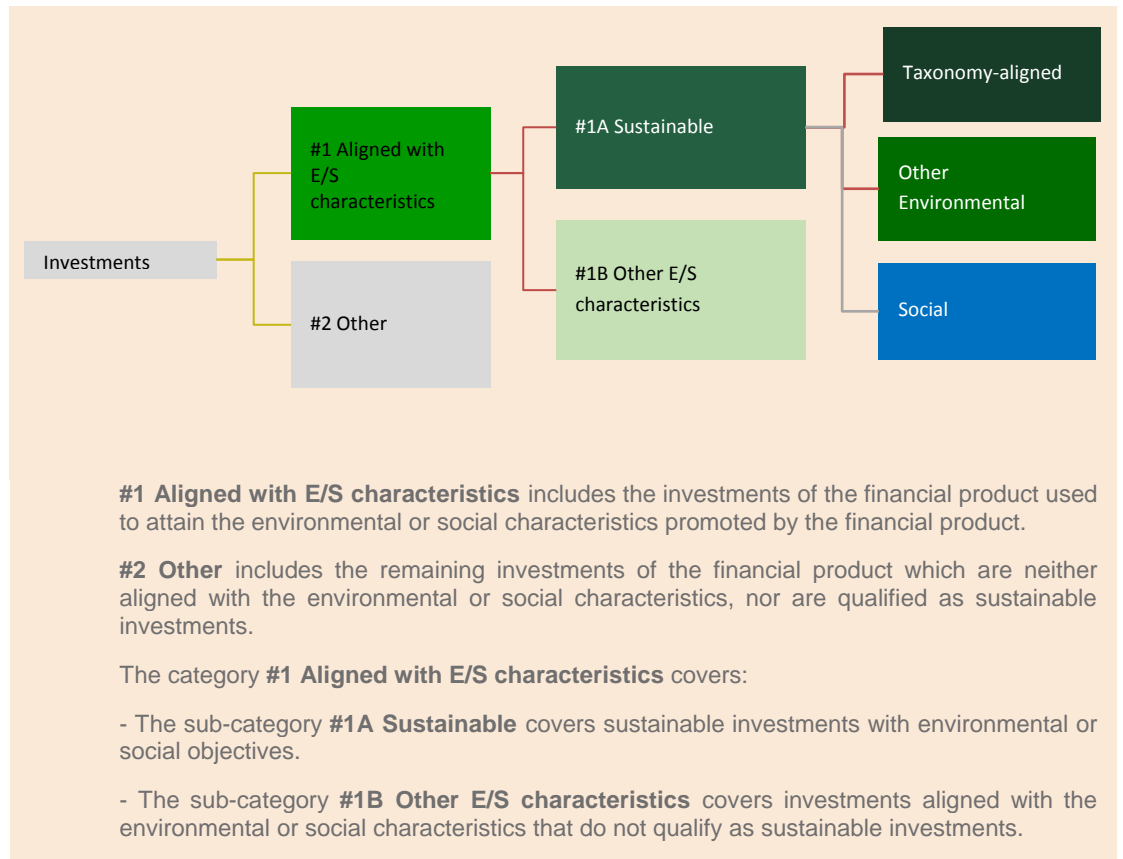 Taxonomy-aligned
#1A Sustainable
#1 Aligned with
E/S
characteristics
Other
Environmental
Investments
#1B Other E/S
characteristics
Social
#2 Other
#1 Aligned with E/S characteristics includes the investments of the financial product used
to attain the environmental or social characteristics promoted by the financial product.
#2 Other includes the remaining investments of the financial product which are neither
aligned with the environmental or social characteristics, nor are qualified as sustainable
investments.
The category #1 Aligned with E/S characteristics covers:
- The sub-category #1A Sustainable covers sustainable investments with environmental or
social objectives.
- The sub-category #1B Other E/S characteristics covers investments aligned with the
environmental or social characteristics that do not qualify as sustainable investments.